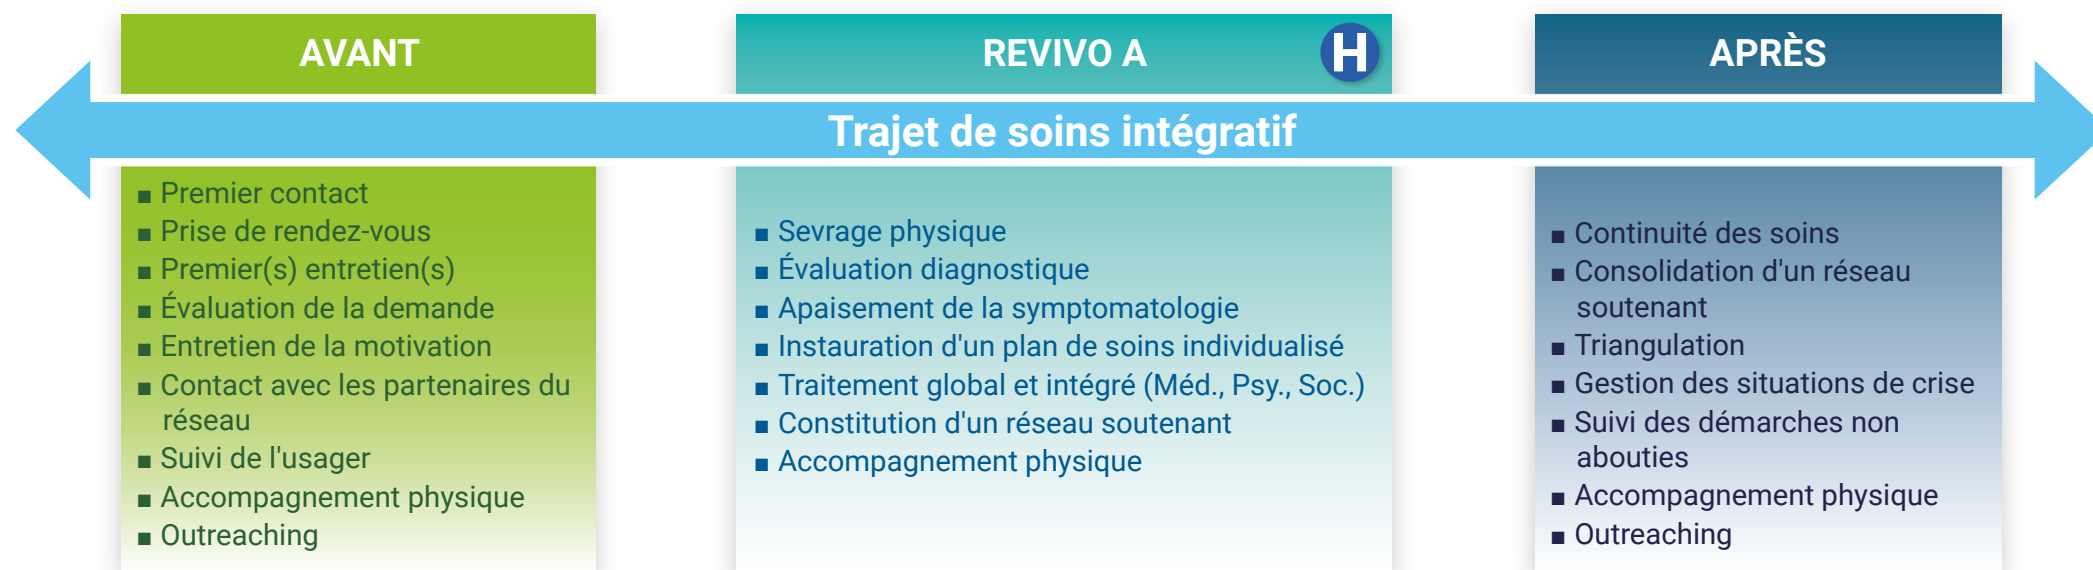 AVANT
REVIVO A
H
APRÈS
Trajet de soins intégratif
■ Premier contact
■ Prise de rendez-vous
■ Premier(s) entretien(s)
■ Évaluation de la demande
■ Entretien de la motivation
■ Contact avec les partenaires du
réseau
■ Suivi de l'usager
■ Accompagnement physique
■ Outreaching
■ Sevrage physique
■ Évaluation diagnostique
■ Apaisement de la symptomatologie
■ Instauration d'un plan de soins individualisé
■ Traitement global et intégré (Méd., Psy., Soc.)
■ Constitution d'un réseau soutenant
■ Accompagnement physique
■ Continuité des soins
■ Consolidation d'un réseau
soutenant
■ Triangulation
■ Gestion des situations de crise
■ Suivi des démarches non
abouties
■ Accompagnement physique
■ Outreaching